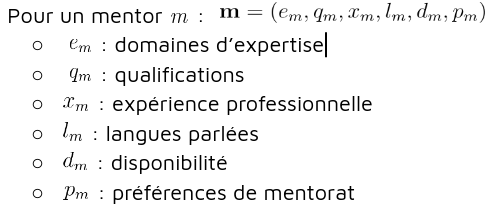 Pour un mentor m : m = (e_m, q_m, x_m, l_m, d_m, p_m)
○ e_m : domaines d’expertise
○ q_m : qualifications
○ x_m : expérience professionnelle
○ l_m : langues parlées
○ d_m : disponibilité
○ p_m : préférences de mentorat